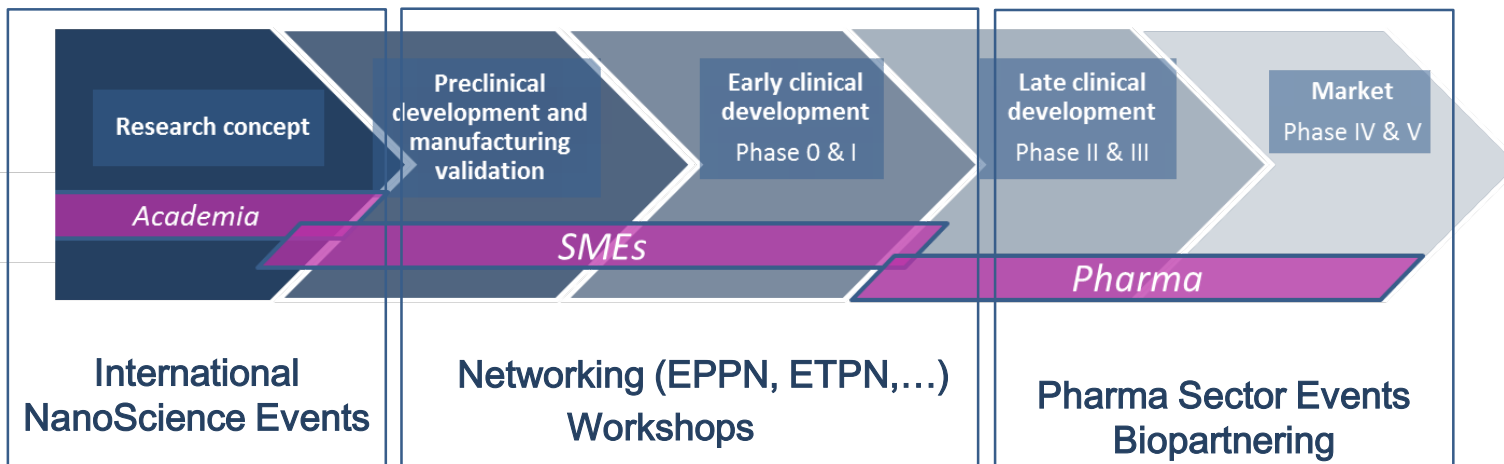 Research concept
Preclinical
development and
manufacturing
validation
Early clinical
development
Phase 0 & I
Late clinical
development
Phase II & III
Market
Phase IV & V
Academia
SMEs
Pharma
International
NanoScience Events
Networking (EPPN, ETPN,...)
Workshops
Pharma Sector Events
Biopartnering